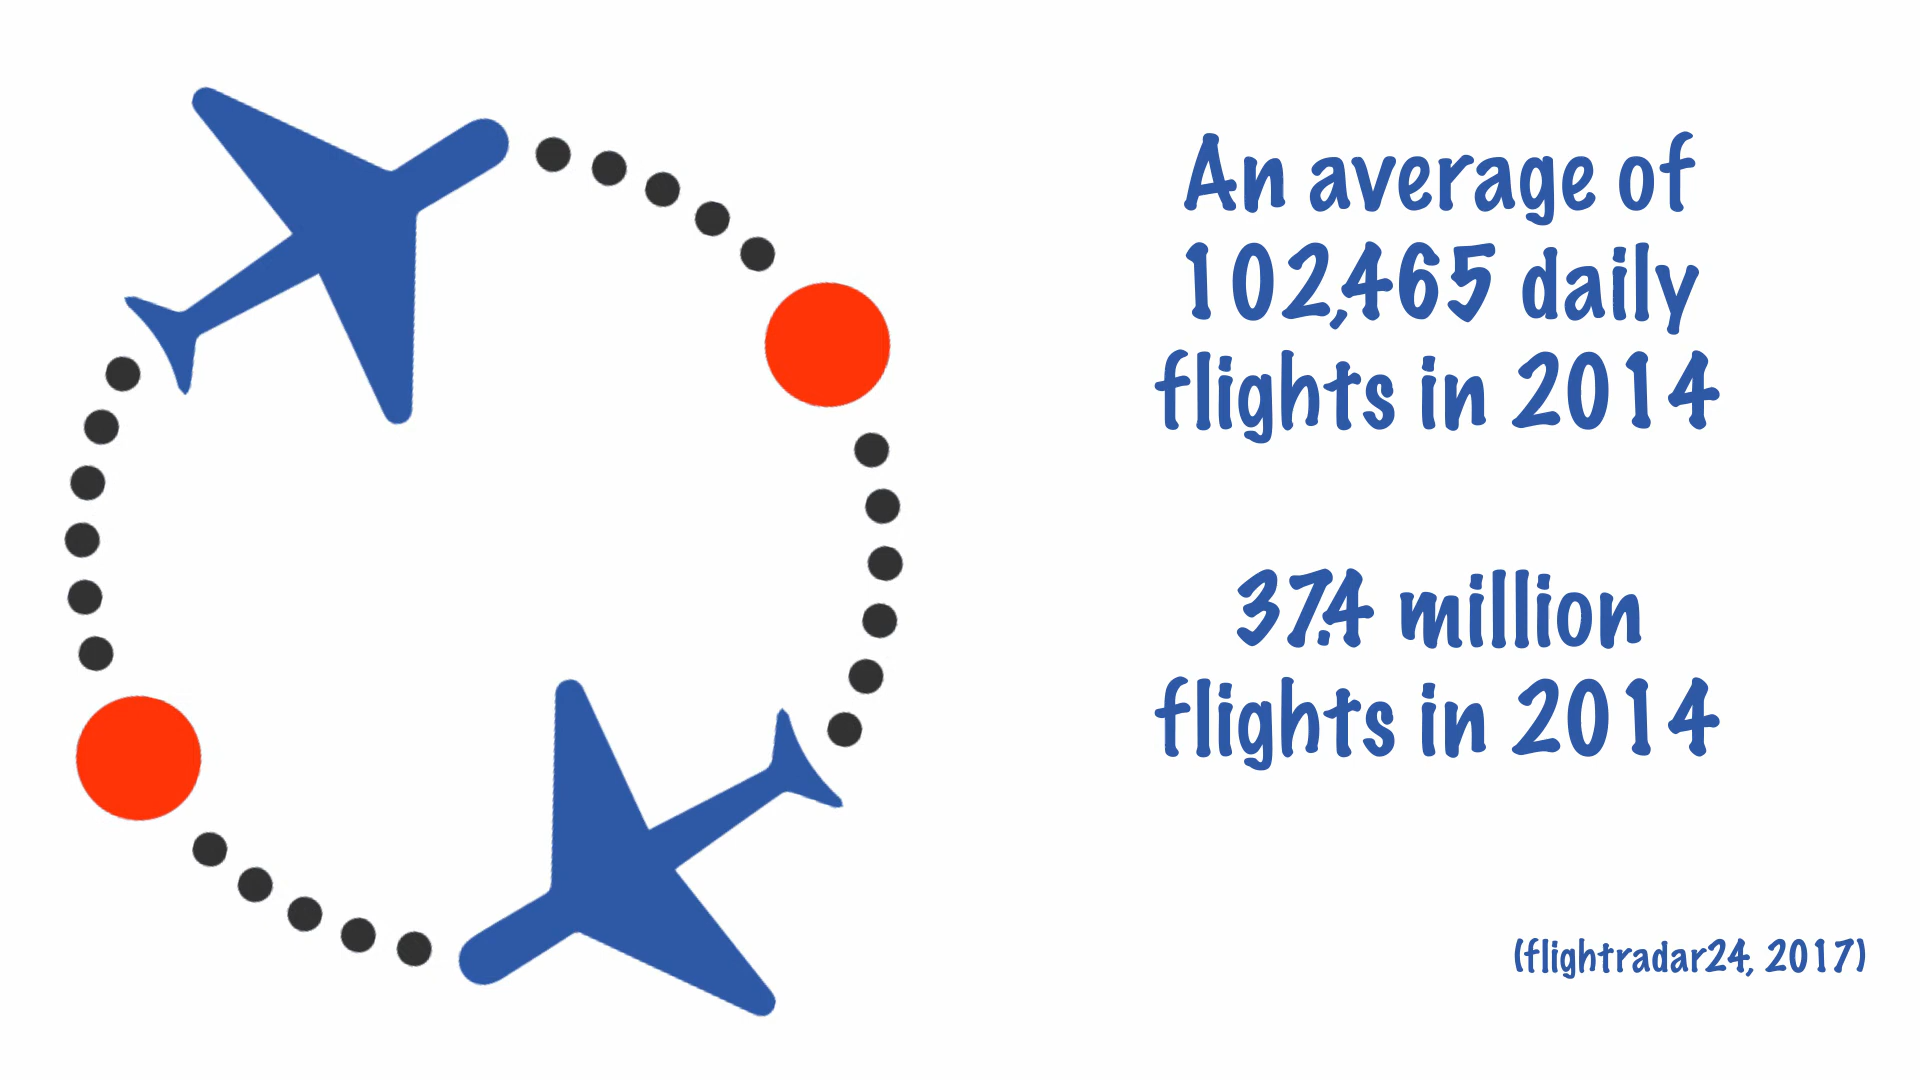 An average of
102,465 daily
flights in 2014
37.4 million
flights in 2014
(flightradar24, 2017)